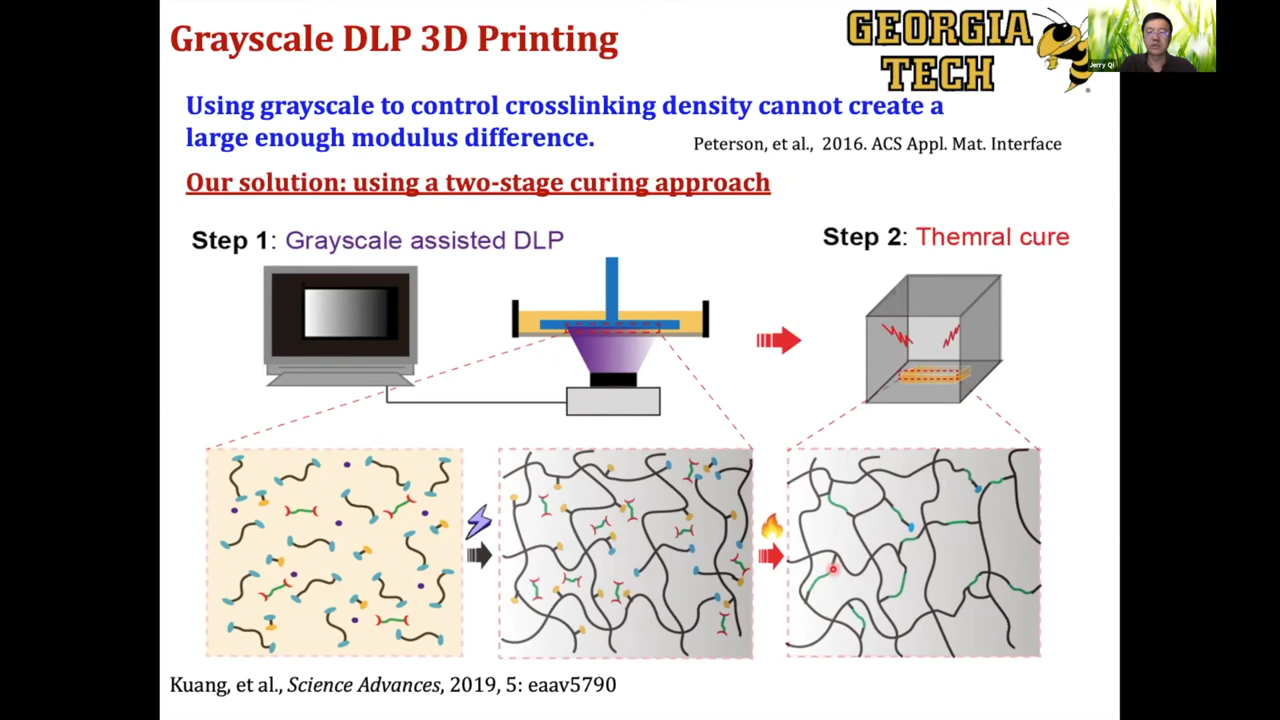 Grayscale DLP 3D Printing
GEORGIA
TECH
Jerry Qi
Using grayscale to control crosslinking density cannot create a
large enough modulus difference.
Peterson, et al., 2016. ACS Appl. Mat. Interface
Our solution: using a two-stage curing approach
Step 1: Grayscale assisted DLP
Step 2: Themral cure
Kuang, et al., Science Advances, 2019, 5: eaav5790